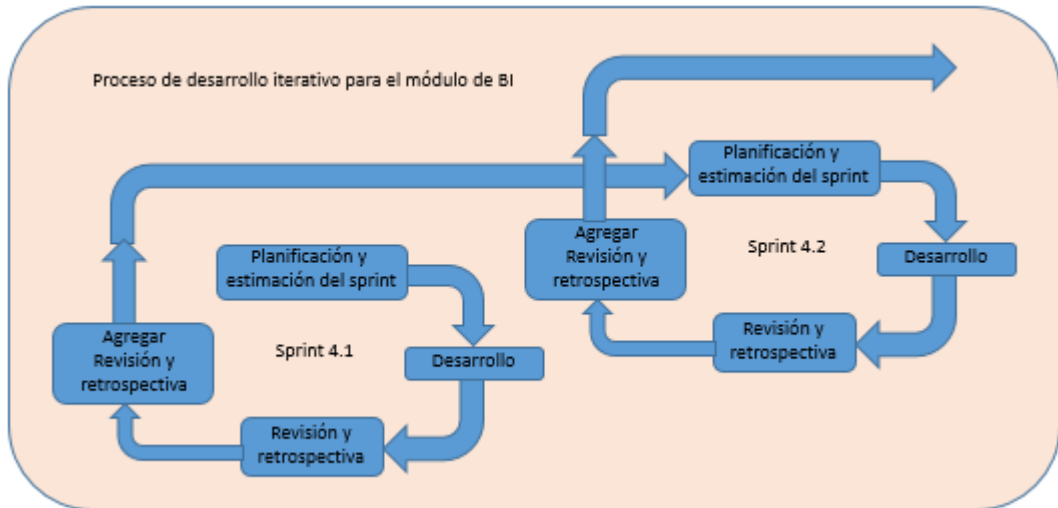 Proceso de desarrollo iterativo para el módulo de BI
Planificación y
estimación del sprint
Agregar
Revisión y
retrospectiva
Sprint 4.2
Desarrollo
Revisión y
retrospectiva
Planificación y
estimación del sprint
Agregar
Revisión y
retrospectiva
Sprint 4.1
Desarrollo
Revisión y
retrospectiva